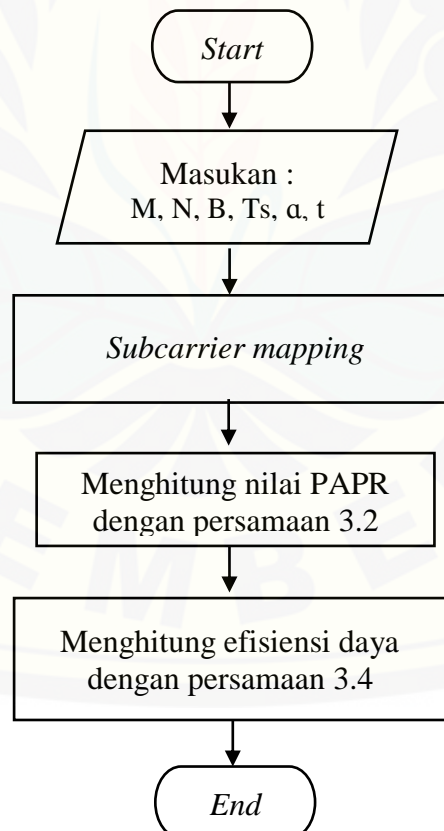 Start
Masukan :
M, N, B, Ts, α, t
Subcarrier mapping
Menghitung nilai PAPR
dengan persamaan 3.2
Menghitung efisiensi daya
dengan persamaan 3.4
End